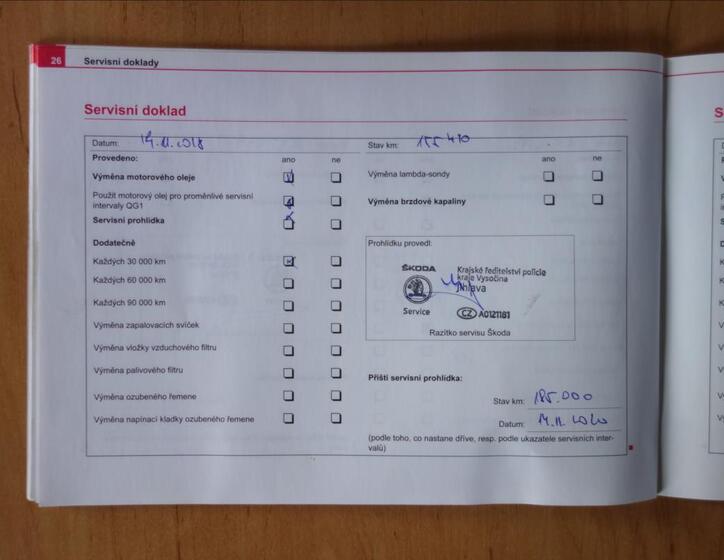 26 Servisní doklady
Servisní doklad
Datum: 14.11.2018 Stav km: 155 410
Provedeno: ano ne ano ne
Výměna motorového oleje Výměna lambda-sondy
Použit motorový olej pro proměnlivé servisní
intervaly QG1 Výměna brzdové kapaliny
Servisní prohlídka
Dodatečně Prohlídku provedl:
Každých 30 000 km
Každých 60 000 km
Každých 90 000 km
Výměna zapalovacích svíček
Výměna vložky vzduchového filtru
Výměna palivového filtru
Výměna ozubeného řemene
Výměna napínací kladky ozubeného řemene
ŠKODA Krajské ředitelství policie
kraje Vysočina
Jihlava
Service CZ A0121181
Razítko servisu Škoda
Příští servisní prohlídka:
Stav km: 185.000
Datum: 14.11.2020
(podle toho, co nastane dříve, resp. podle ukazatele servisních inter-
valů)